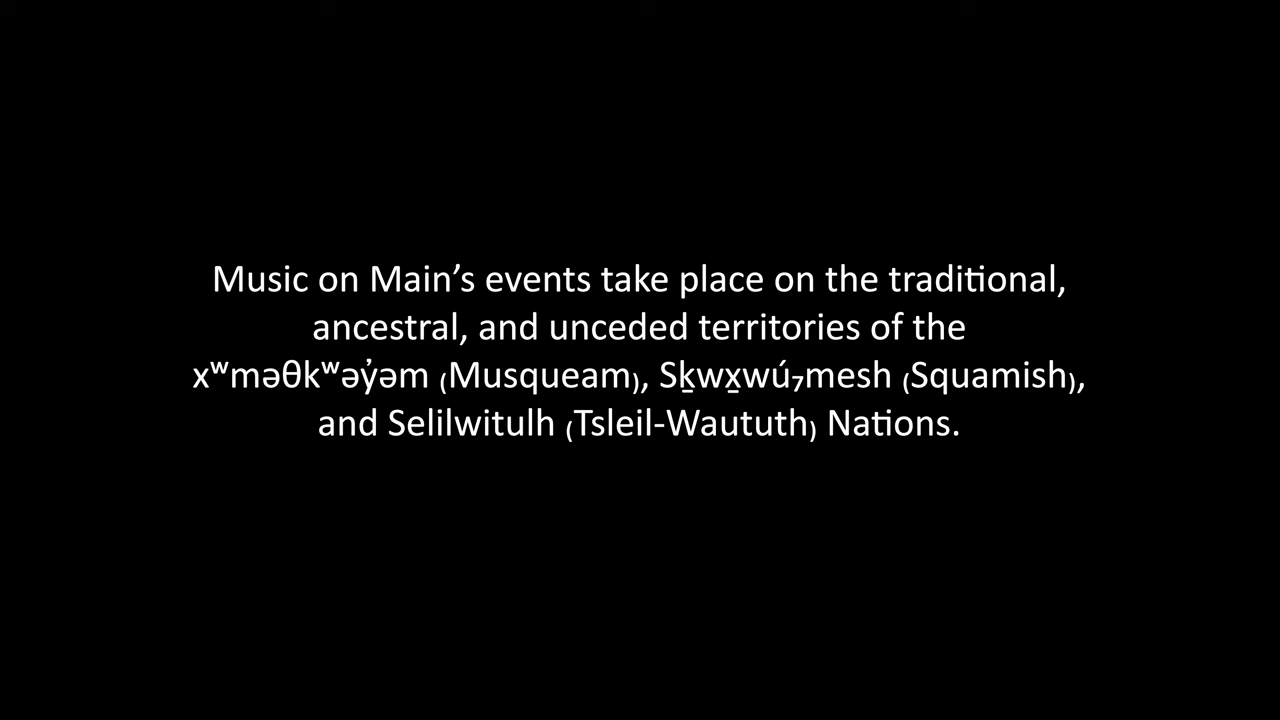 Music on Main’s events take place on the traditional,
ancestral, and unceded territories of the
xʷməθkʷəy̓əm ₍Musqueam₎, Sḵwx̱wú₇mesh ₍Squamish₎,
and Selilwitulh ₍Tsleil-Waututh₎ Nations.